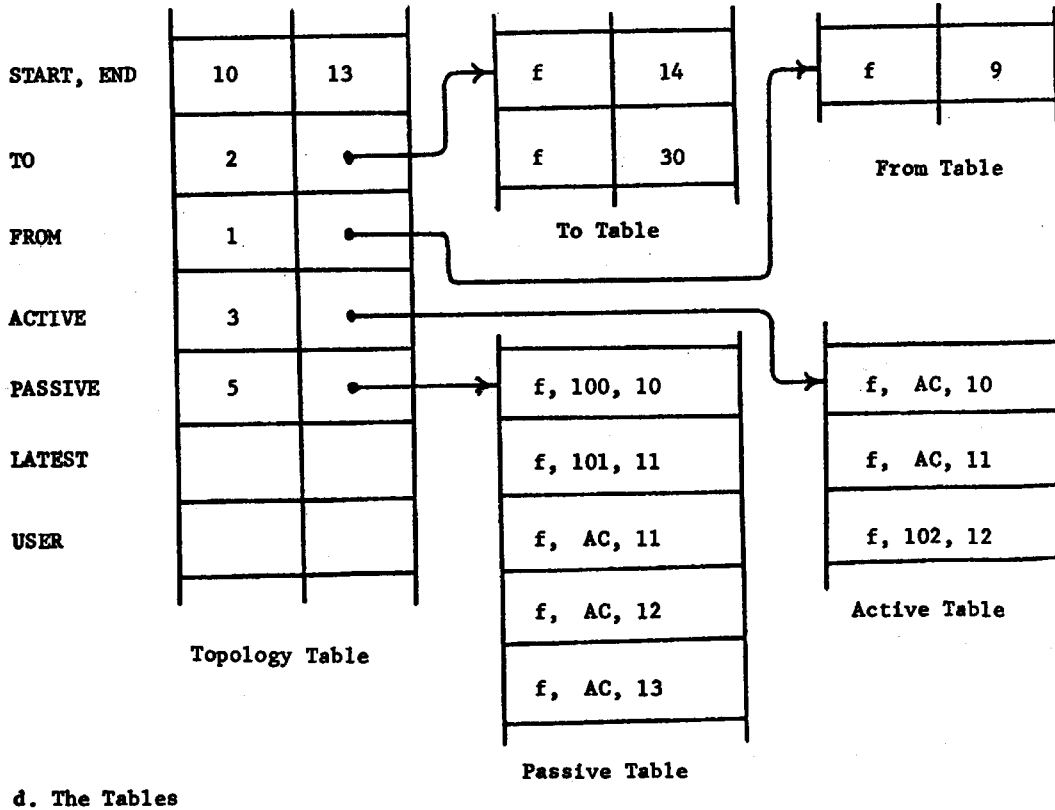 START, END 10 13
TO 2
FROM 1
ACTIVE 3
PASSIVE 5
LATEST
USER
Topology Table
f 14
f 30
To Table
f 9
From Table
f, 100, 10
f, 101, 11
f, AC, 11
f, AC, 12
f, AC, 13
Passive Table
f, AC, 10
f, AC, 11
f, 102, 12
Active Table
d. The Tables